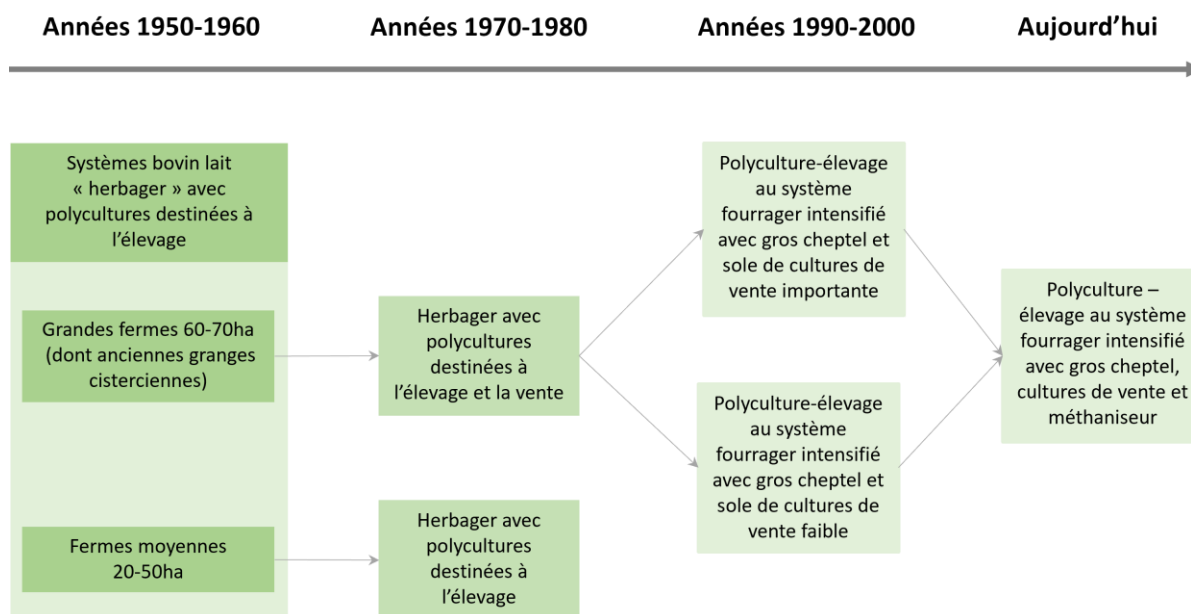 Années 1950-1960
Années 1970-1980
Années 1990-2000
Aujourd’hui
Systèmes bovin lait
« herbager » avec
polycultures destinées à
l’élevage
Grandes fermes 60-70ha
(dont anciennes granges
cisterciennes)
Fermes moyennes
20-50ha
Herbager avec
polycultures
destinées à
l’élevage et la vente
Herbager avec
polycultures
destinées à
l’élevage
Polyculture-élevage
au système
fourrager intensifié
avec gros cheptel et
sole de cultures de
vente importante
Polyculture-élevage
au système
fourrager intensifié
avec gros cheptel et
sole de cultures de
vente faible
Polyculture –
élevage au système
fourrager intensifié
avec gros cheptel,
cultures de vente et
méthaniseur